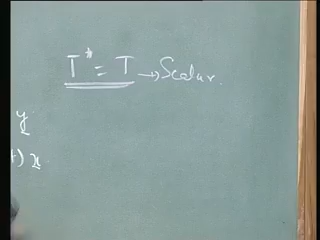 T* = T → Scalar.
y
) x